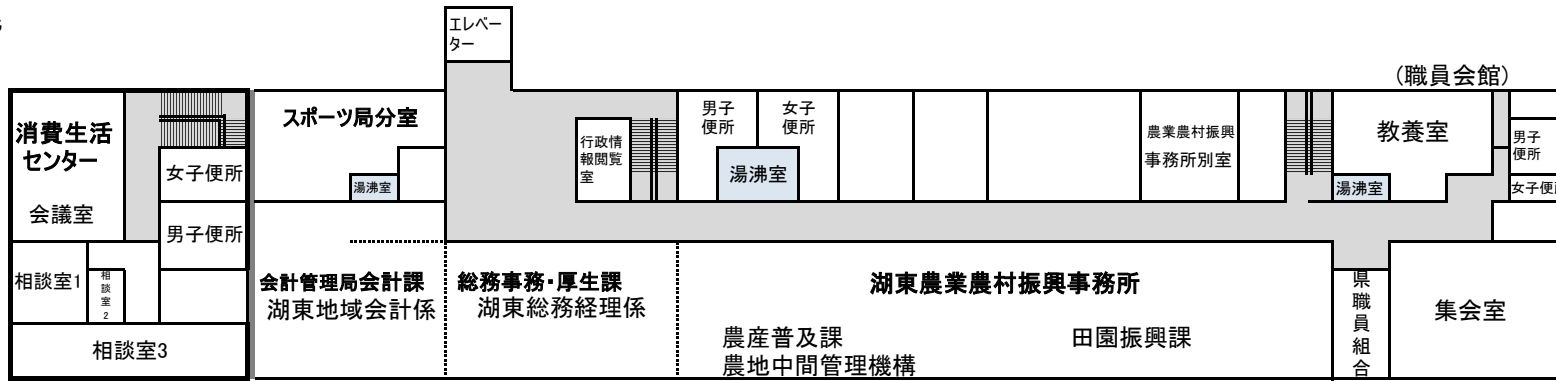 エレベー
ター
(職員会館)
消費生活
センター
会議室
女子便所
男子便所
相談室1
相
談
室
2
相談室3
スポーツ局分室
湯沸室
会計管理局会計課
湖東地域会計係
総務事務・厚生課
湖東総務経理係
行政情
報閲覧
室
男子
便所
女子
便所
湯沸室
農業農村振興
事務所別室
湖東農業農村振興事務所
農産普及課
農地中間管理機構
田園振興課
教養室
湯沸室
男子
便所
女子便
県
職
員
組
合
集会室